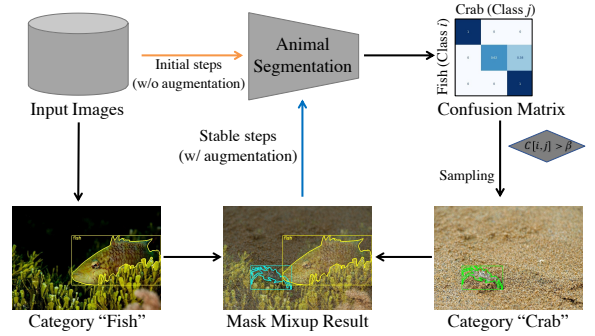 Crab (Class j)
Fish (Class i)
Initial steps
(w/o augmentation)
Animal
Segmentation
Input Images
Confusion Matrix
Stable steps
(w/ augmentation)
C[i, j] > β
Sampling
Fish
Category “Fish”
Mask Mixup Result
Category “Crab”